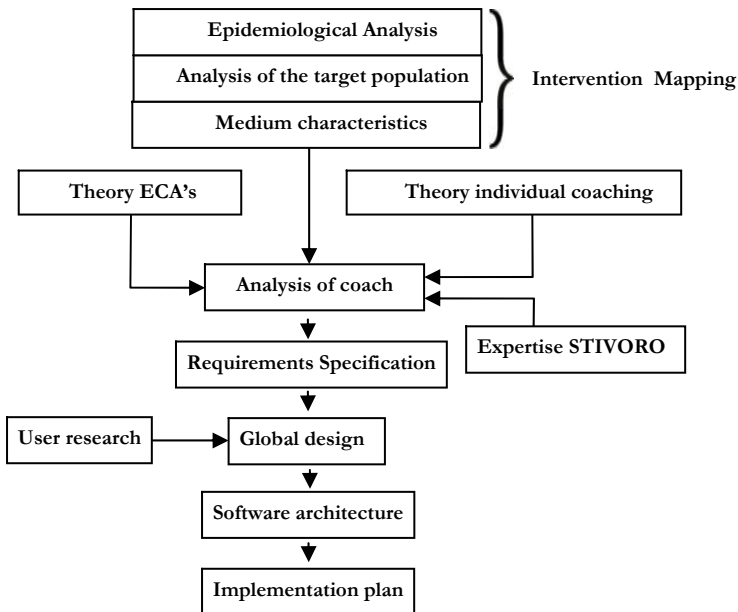 Epidemiological Analysis
Analysis of the target population
Intervention Mapping
Medium characteristics
Theory ECA's
Theory individual coaching
Analysis of coach
Expertise STIVORO
Requirements Specification
User research
Global design
Software architecture
Implementation plan